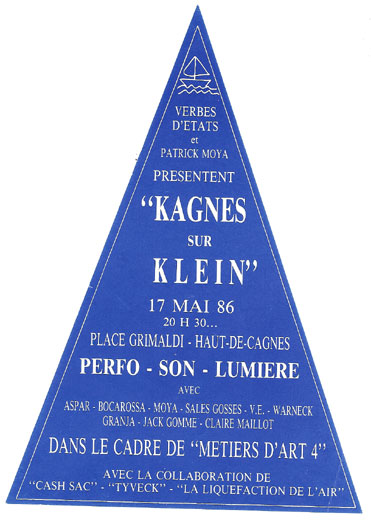 VERBES
D'ETATS
et
PATRICK MOYA
PRESENTENT
"KAGNES
SUR
KLEIN"
17 MAI 86
20 H 30...
PLACE GRIMALDI - HAUT-DE-CAGNES
PERFO - SON - LUMIERE
AVEC
ASPAR - BOCAROSSA - MOYA - SALES GOSSES - V.E. - WARNECK
GRANJA - JACK GOMME - CLAIRE MAILLOT
DANS LE CADRE DE "METIERS D'ART 4"
AVEC LA COLLABORATION DE
"CASH SAC" - "TYVECK" - "LA LIQUEFACTION DE L'AIR"